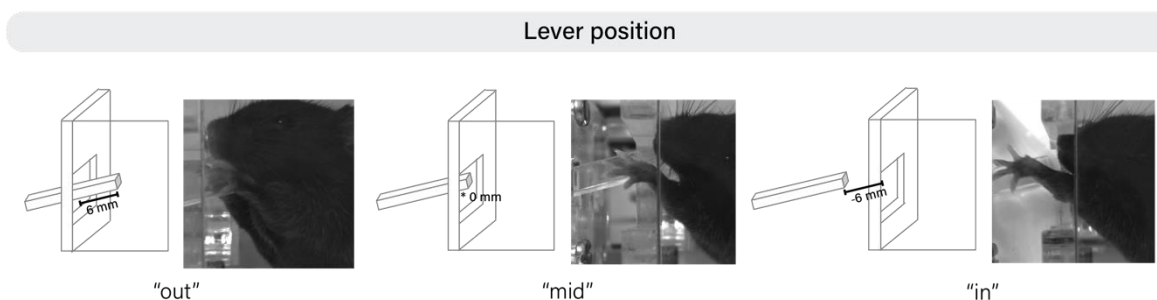 Lever position
6 mm
* 0 mm
-6 mm
“out”
“mid”
“in”